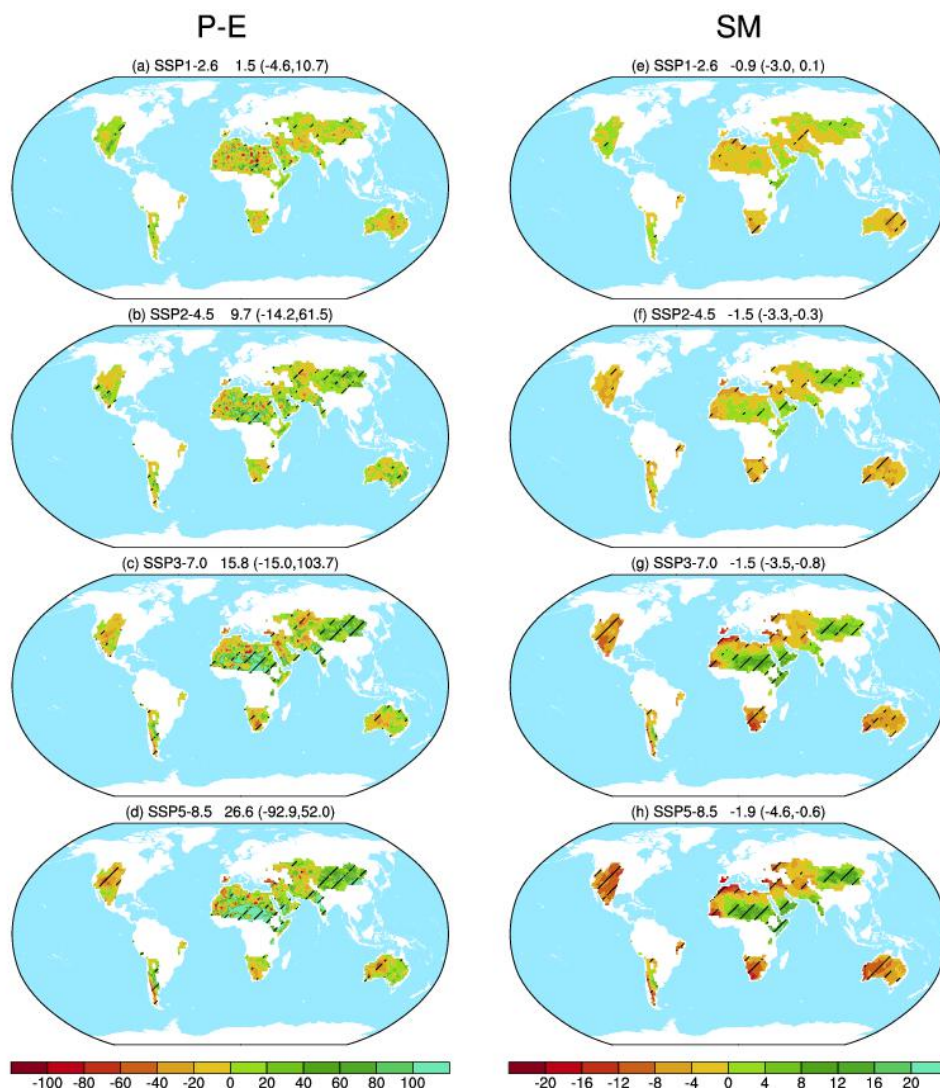 P-E
SM
(a) SSP1-2.6 1.5 (-4.6,10.7)
(e) SSP1-2.6 -0.9 (-3.0, 0.1)
(b) SSP2-4.5 9.7 (-14.2,61.5)
(f) SSP2-4.5 -1.5 (-3.3,-0.3)
(c) SSP3-7.0 15.8 (-15.0,103.7)
(g) SSP3-7.0 -1.5 (-3.5,-0.8)
(d) SSP5-8.5 26.6 (-92.9,52.0)
(h) SSP5-8.5 -1.9 (-4.6,-0.6)
-100 -80 -60 -40 -20 0 20 40 60 80 100
-20 -16 -12 -8 -4 0 4 8 12 16 20